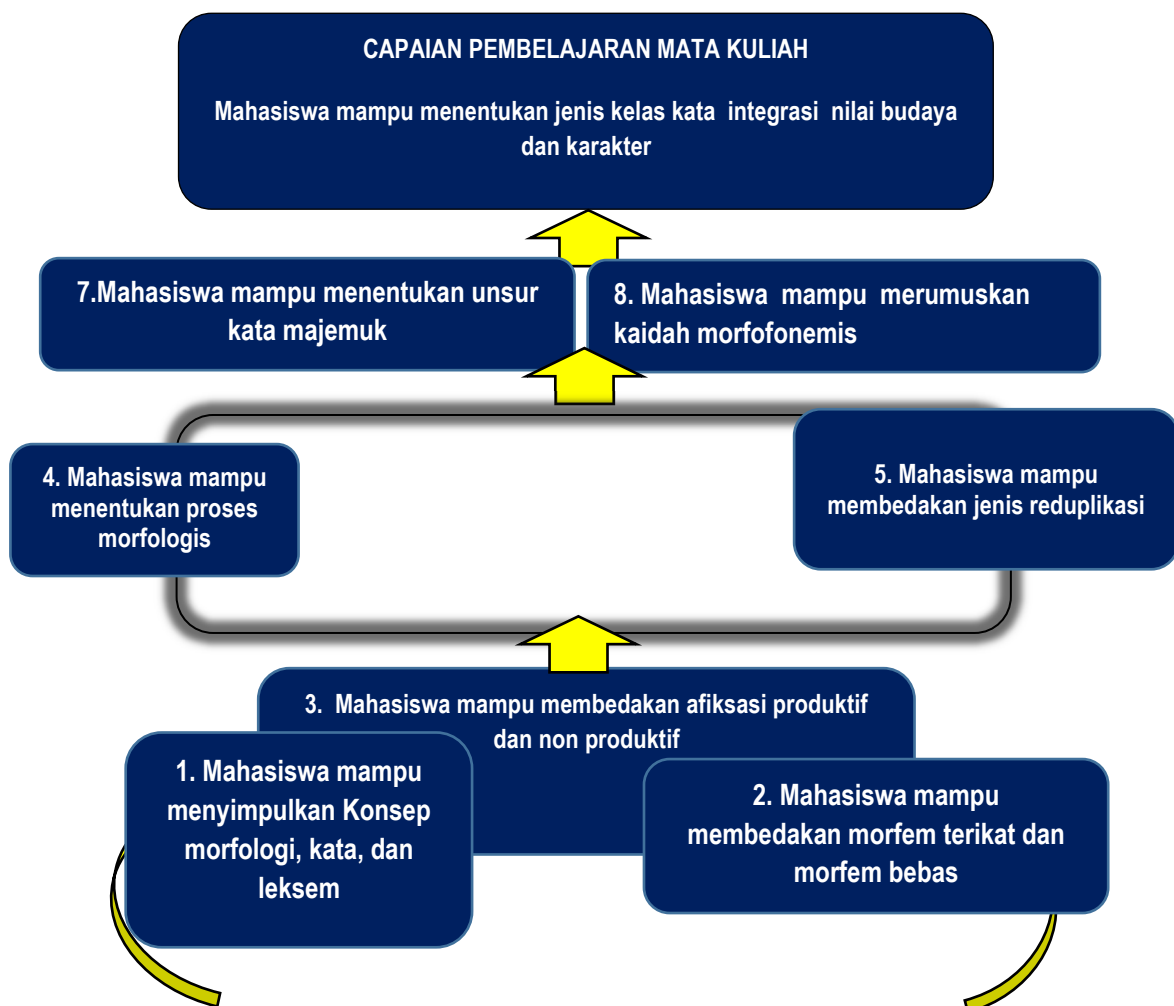 CAPAIAN PEMBELAJARAN MATA KULIAH
Mahasiswa mampu menentukan jenis kelas kata  integrasi  nilai budaya
dan karakter
7.Mahasiswa mampu menentukan unsur
kata majemuk
8. Mahasiswa  mampu  merumuskan
kaidah morfofonemis
4. Mahasiswa mampu
menentukan proses
morfologis
5. Mahasiswa mampu
membedakan jenis reduplikasi
3.  Mahasiswa mampu membedakan afiksasi produktif
dan non produktif
1. Mahasiswa mampu
menyimpulkan Konsep
morfologi, kata, dan
leksem
2. Mahasiswa mampu
membedakan morfem terikat dan
morfem bebas